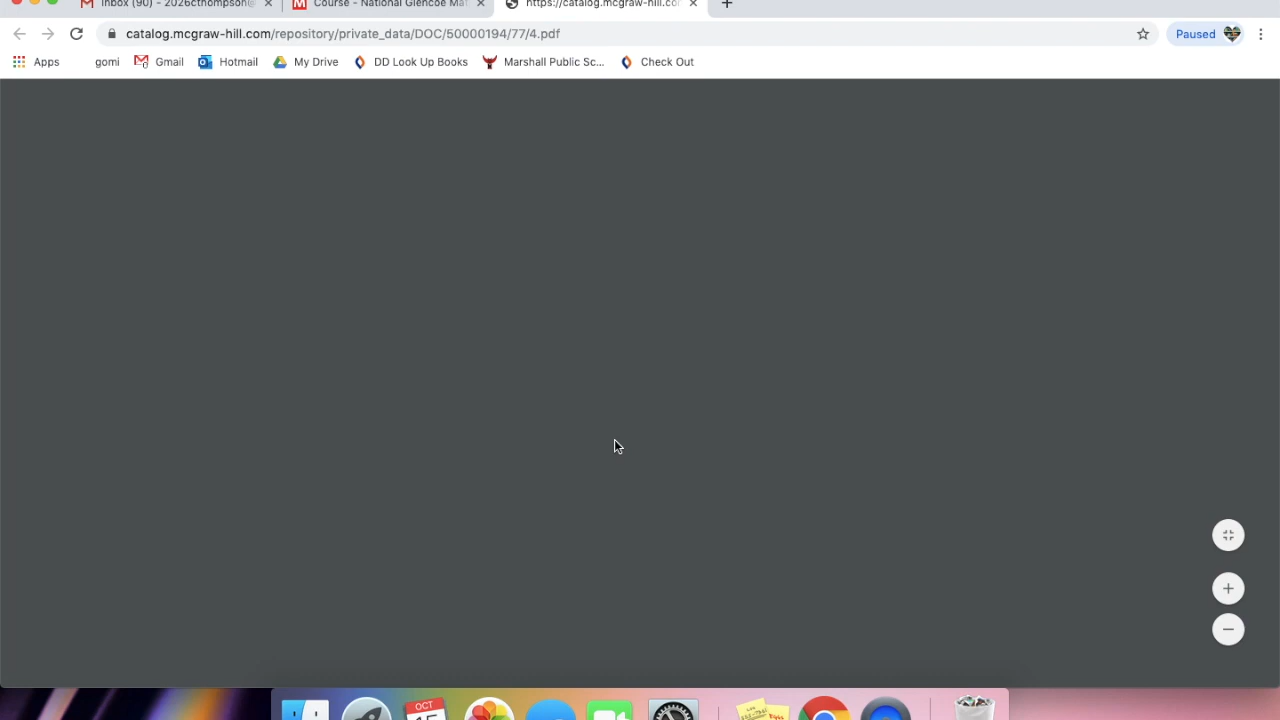 Inbox (90) - 2026cthompson@
Course - National Glencoe Mat
https://catalog.mcgraw-hill.com
catalog.mcgraw-hill.com/repository/private_data/DOC/50000194/77/4.pdf
Paused
Apps gomi Gmail Hotmail My Drive DD Look Up Books Marshall Public Sc... Check Out
OCT